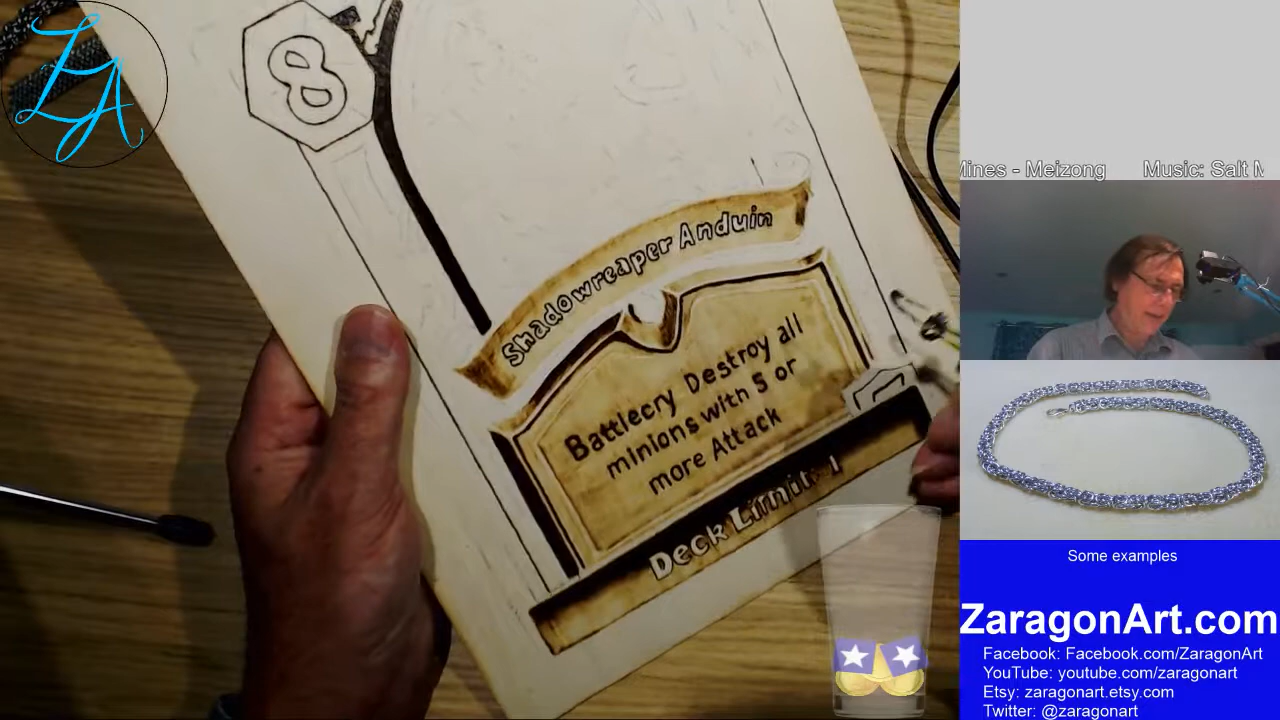 ZA
8
Shadowreaper Anduin
Battlecry Destroy all
minions with 5 or
more Attack
Deck Limit: 1
Mines - Meizong Music: Salt M
Some examples
ZaragonArt.com
Facebook: Facebook.com/ZaragonArt
YouTube: youtube.com/zaragonart
Etsy: zaragonart.etsy.com
Twitter: @zaragonart